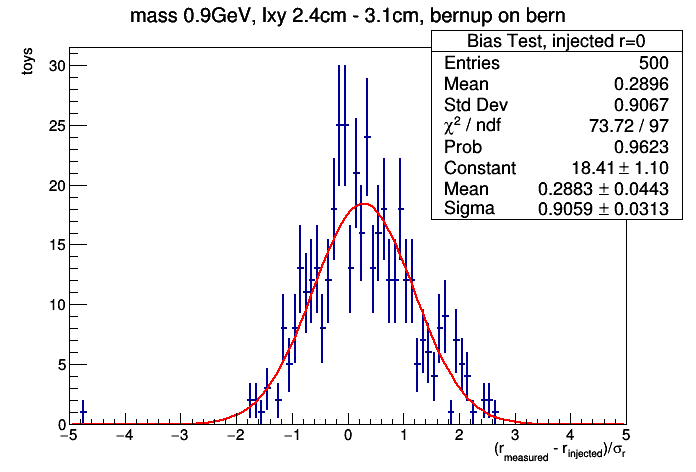 mass 0.9GeV, lxy 2.4cm - 3.1cm, bernup on bern
toys
Bias Test, injected r=0
Entries 500
Mean 0.2896
Std Dev 0.9067
χ² / ndf 73.72 / 97
Prob 0.9623
Constant 18.41 ± 1.10
Mean 0.2883 ± 0.0443
Sigma 0.9059 ± 0.0313
30
25
20
15
10
5
0
−5 −4 −3 −2 −1 0 1 2 3 4 5
(r_measured - r_injected)/σ_r